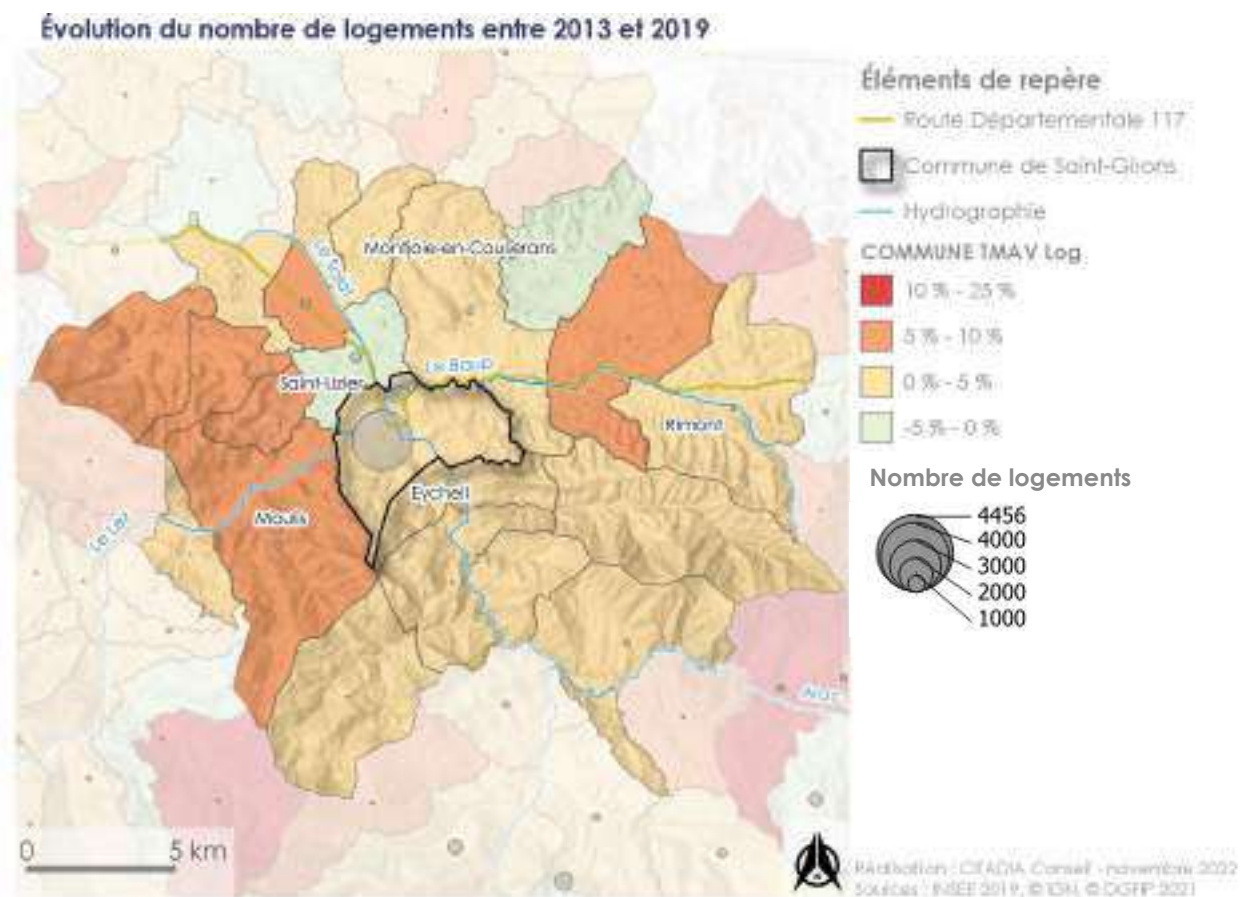 Évolution du nombre de logements entre 2013 et 2019
Éléments de repère
Route Départementale 117
Commune de Saint-Girons
Hydrographie
COMMUNE TMAV Log
10 % - 25 %
5 % - 10 %
0 % - 5 %
-5 % - 0 %
Nombre de logements
4456
4000
3000
2000
1000
Montjoie-en-Couserans
Le Salat
Le Baup
Saint-Lizier
Rimont
Eycheil
Moulis
Le Lez
Arac
0 5 km
Réalisation : CITADIA Conseil - novembre 2022
Sources : INSEE 2019, © IGN, © DGFIP 2021